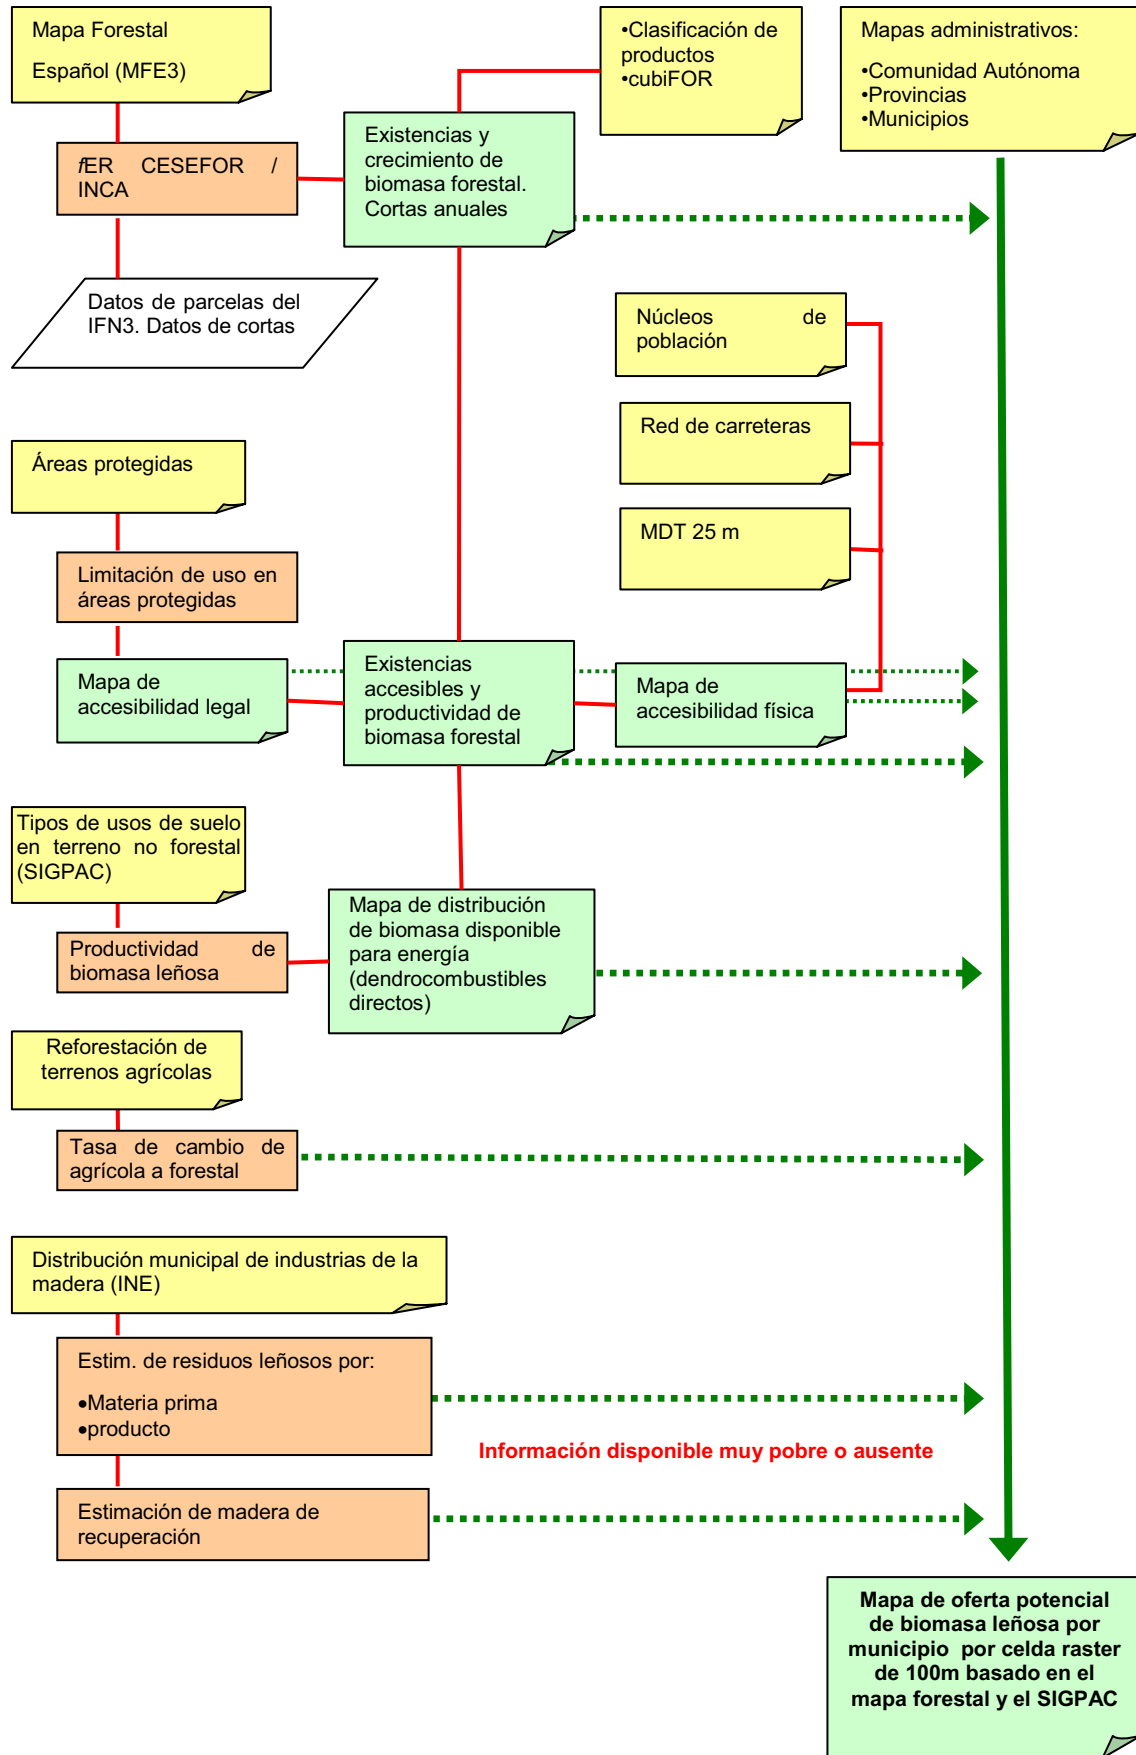 Mapa Forestal
Español (MFE3)
•Clasificación de
productos
•cubiFOR
Mapas administrativos:
•Comunidad Autónoma
•Provincias
•Municipios
fER CESEFOR /
INCA
Existencias y
crecimiento de
biomasa forestal.
Cortas anuales
Datos de parcelas del
IFN3. Datos de cortas
Núcleos de
población
Red de carreteras
MDT 25 m
Áreas protegidas
Limitación de uso en
áreas protegidas
Mapa de
accesibilidad legal
Existencias
accesibles y
productividad de
biomasa forestal
Mapa de
accesibilidad física
Tipos de usos de suelo
en terreno no forestal
(SIGPAC)
Productividad de
biomasa leñosa
Mapa de distribución
de biomasa disponible
para energía
(dendrocombustibles
directos)
Reforestación de
terrenos agrícolas
Tasa de cambio de
agrícola a forestal
Distribución municipal de industrias de la
madera (INE)
Estim. de residuos leñosos por:
•Materia prima
•producto
Información disponible muy pobre o ausente
Estimación de madera de
recuperación
Mapa de oferta potencial
de biomasa leñosa por
municipio por celda raster
de 100m basado en el
mapa forestal y el SIGPAC